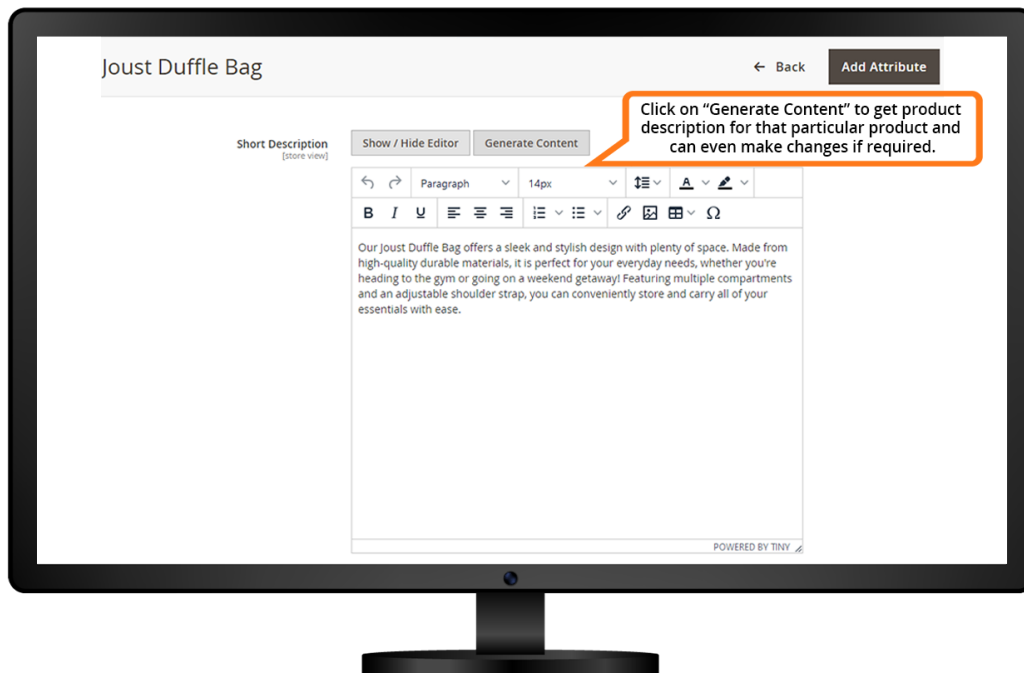 Joust Duffle Bag
← Back
Add Attribute
Click on “Generate Content” to get product
description for that particular product and
can even make changes if required.
Short Description
[store view]
Show / Hide Editor
Generate Content
Paragraph
14px
A
B I U
Ω
Our Joust Duffle Bag offers a sleek and stylish design with plenty of space. Made from
high-quality durable materials, it is perfect for your everyday needs, whether you're
heading to the gym or going on a weekend getaway! Featuring multiple compartments
and an adjustable shoulder strap, you can conveniently store and carry all of your
essentials with ease.
POWERED BY TINY